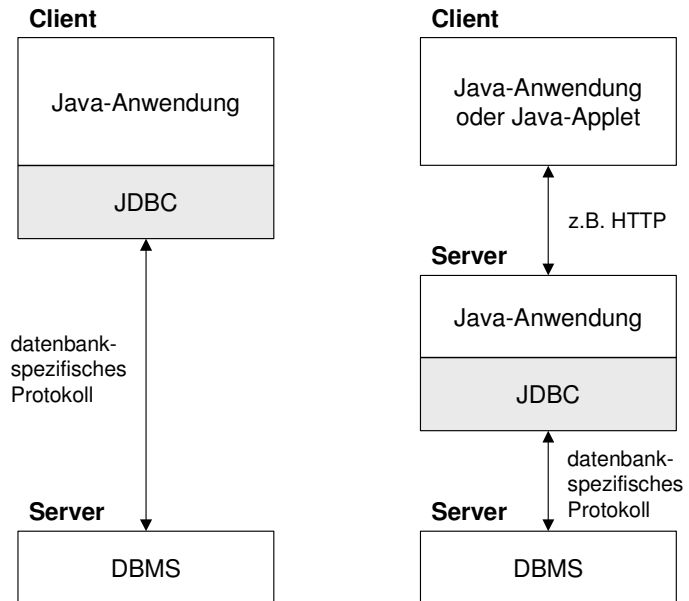 Client
Java-Anwendung
JDBC
datenbank-
spezifisches
Protokoll
Server
DBMS
Client
Java-Anwendung
oder Java-Applet
z.B. HTTP
Server
Java-Anwendung
JDBC
datenbank-
spezifisches
Protokoll
Server
DBMS